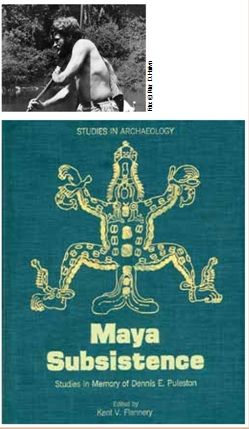 STUDIES IN ARCHAEOLOGY
Maya
Subsistence
Studies in Memory of Dennis E. Puleston
Edited by
Kent V. Flannery